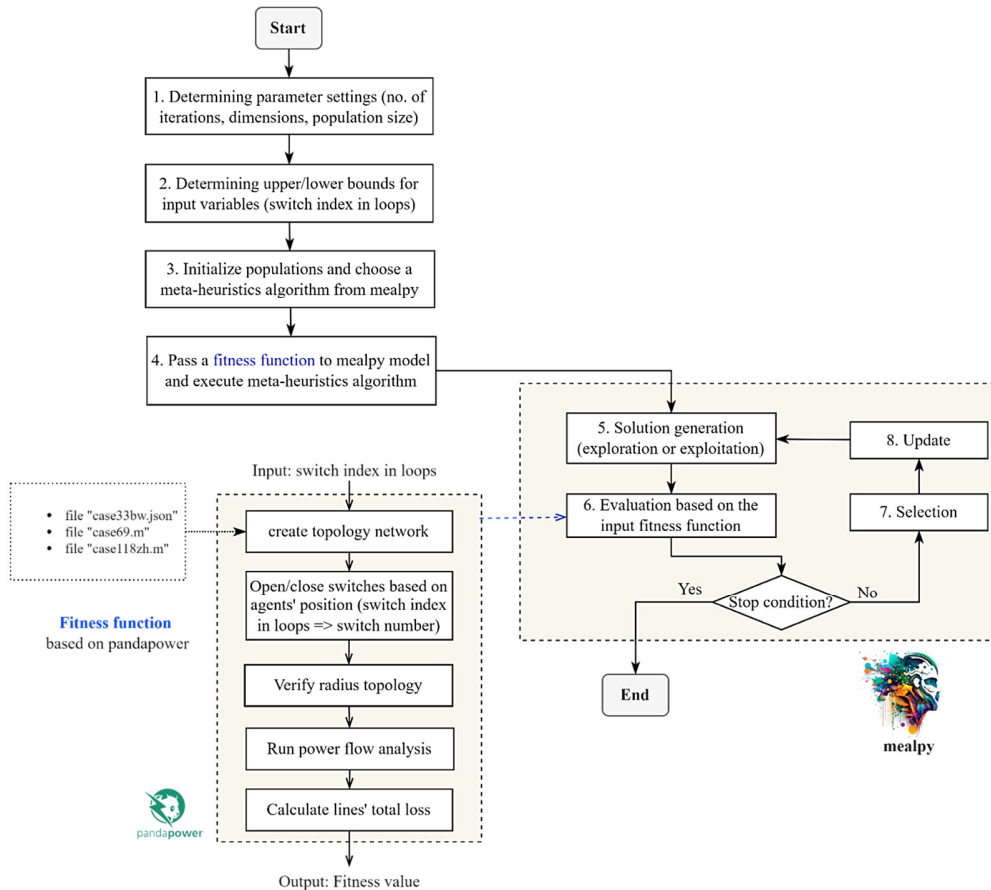 Start
1. Determining parameter settings (no. of
iterations, dimensions, population size)
2. Determining upper/lower bounds for
input variables (switch index in loops)
3. Initialize populations and choose a
meta-heuristics algorithm from mealpy
4. Pass a fitness function to mealpy model
and execute meta-heuristics algorithm
5. Solution generation
(exploration or exploitation)
8. Update
6. Evaluation based on the
input fitness function
7. Selection
Yes
Stop condition?
No
End
mealpy
Input: switch index in loops
• file "case33bw.json"
• file "case69.m"
• file "case118zh.m"
create topology network
Open/close switches based on
agents' position (switch index
in loops => switch number)
Fitness function
based on pandapower
Verify radius topology
Run power flow analysis
Calculate lines' total loss
pandapower
Output: Fitness value